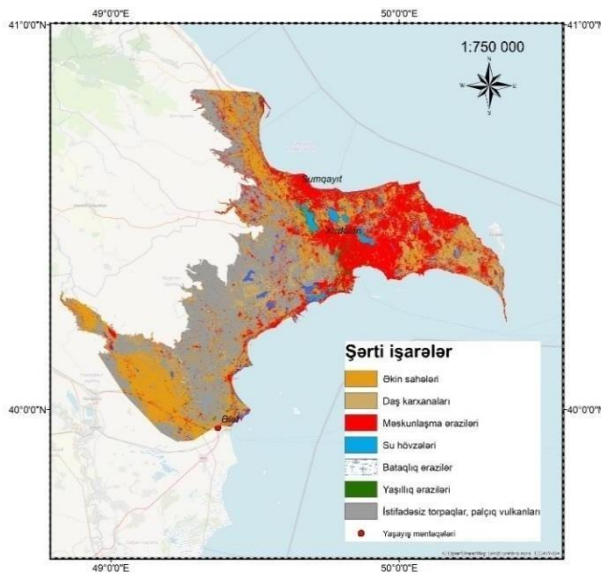 49°0'0"N 50°0'0"N
41°0'0"N 41°0'0"N
1:750 000
Sumqayıt
Xırdalan
Şərti işarələr
Əkin sahələri
Daş karxanaları
Məskunlaşma əraziləri
Su hövzələri
Bataqlıq ərazilər
Yaşıllıq əraziləri
İstifadəsiz torpaqlar, palçıq vulkanları
Yaşayış məntəqələri
40°0'0"N 40°0'0"N
49°0'0"N 50°0'0"N